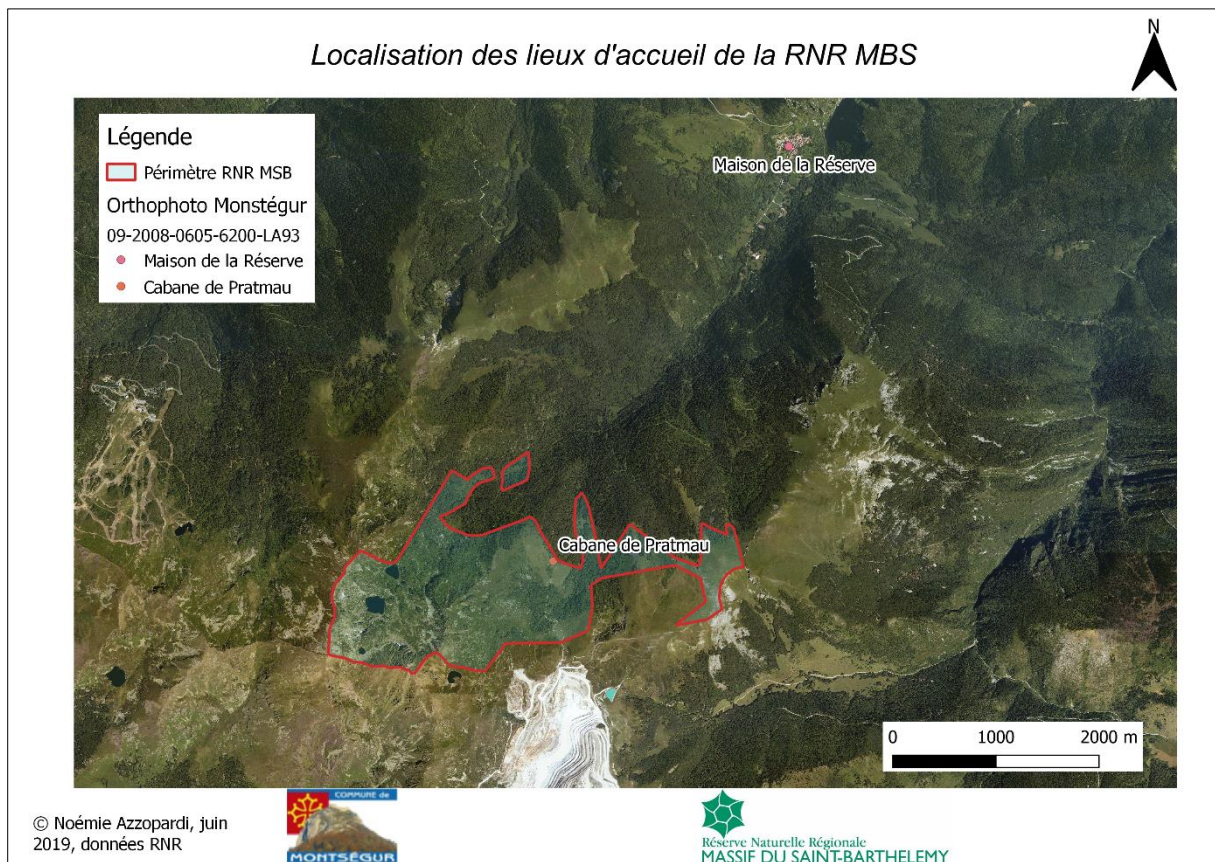 Localisation des lieux d'accueil de la RNR MBS
N
Légende
Périmètre RNR MSB
Orthophoto Monstégur
09-2008-0605-6200-LA93
Maison de la Réserve
Cabane de Pratmau
Maison de la Réserve
Cabane de Pratmau
0 1000 2000 m
© Noémie Azzopardi, juin
2019, données RNR
COMMUNE de
MONTSÉGUR
Réserve Naturelle Régionale
MASSIF DU SAINT-BARTHELEMY